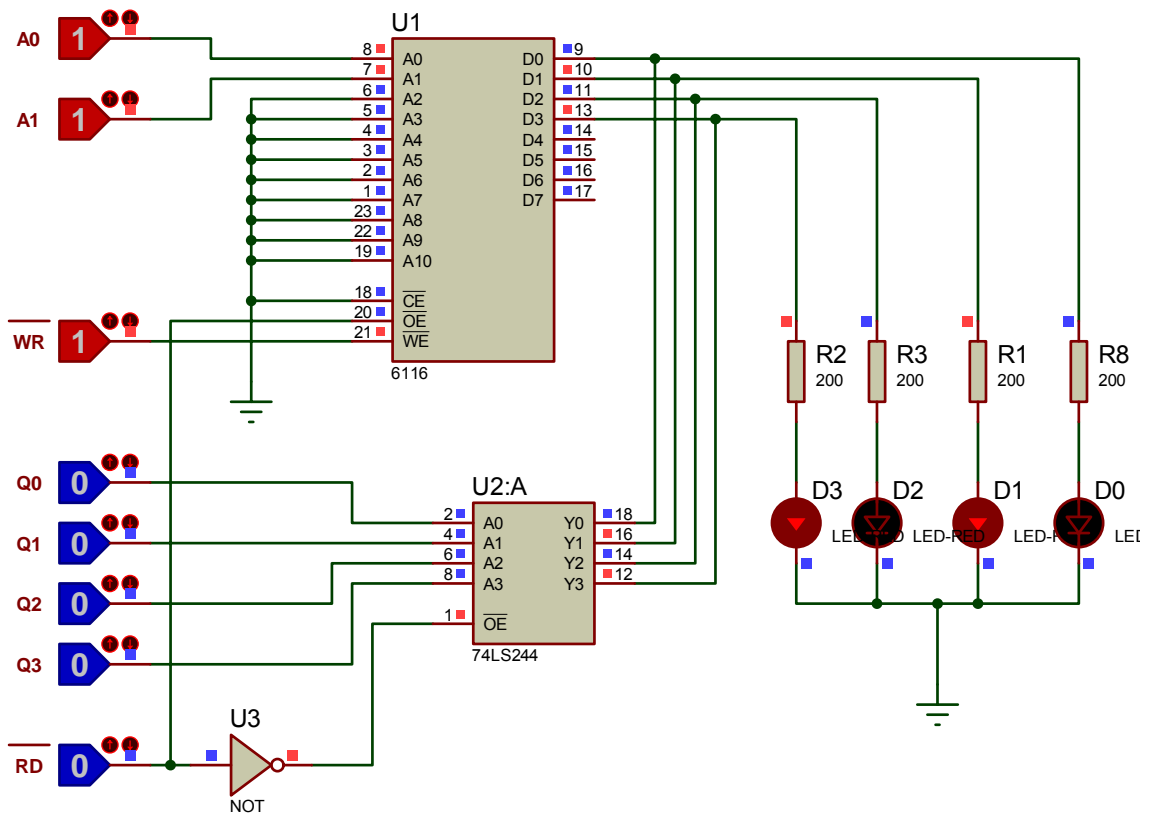 A0 1
A1 1
WR 1
Q0 0
Q1 0
Q2 0
Q3 0
RD 0
U1
8 A0 D0 9
7 A1 D1 10
6 A2 D2 11
5 A3 D3 13
4 A4 D4 14
3 A5 D5 15
2 A6 D6 16
1 A7 D7 17
23 A8
22 A9
19 A10
18 CE
20 OE
21 WE
6116
U2:A
2 A0 Y0 18
4 A1 Y1 16
6 A2 Y2 14
8 A3 Y3 12
1 OE
74LS244
U3
NOT
R2 R3 R1 R8
200 200 200 200
D3 D2 D1 D0
LED-RED